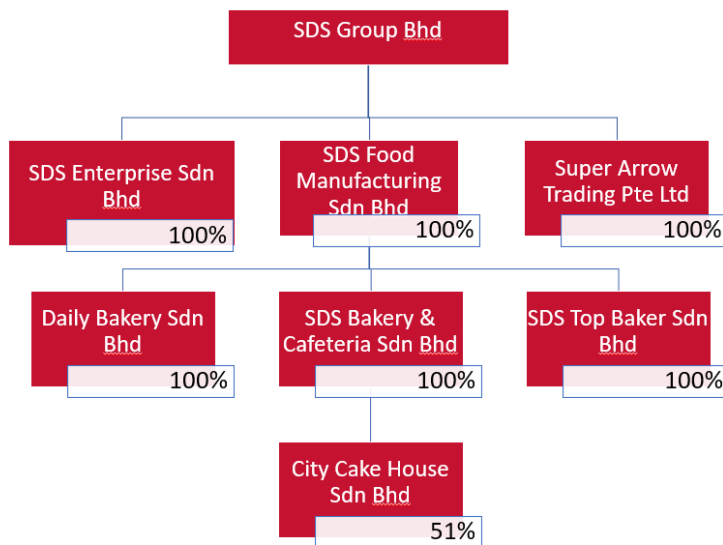 SDS Group Bhd
SDS Enterprise Sdn
Bhd
100%
SDS Food
Manufacturing
Sdn Bhd
100%
Super Arrow
Trading Pte Ltd
100%
Daily Bakery Sdn
Bhd
100%
SDS Bakery &
Cafeteria Sdn Bhd
100%
SDS Top Baker Sdn
Bhd
100%
City Cake House
Sdn Bhd
51%